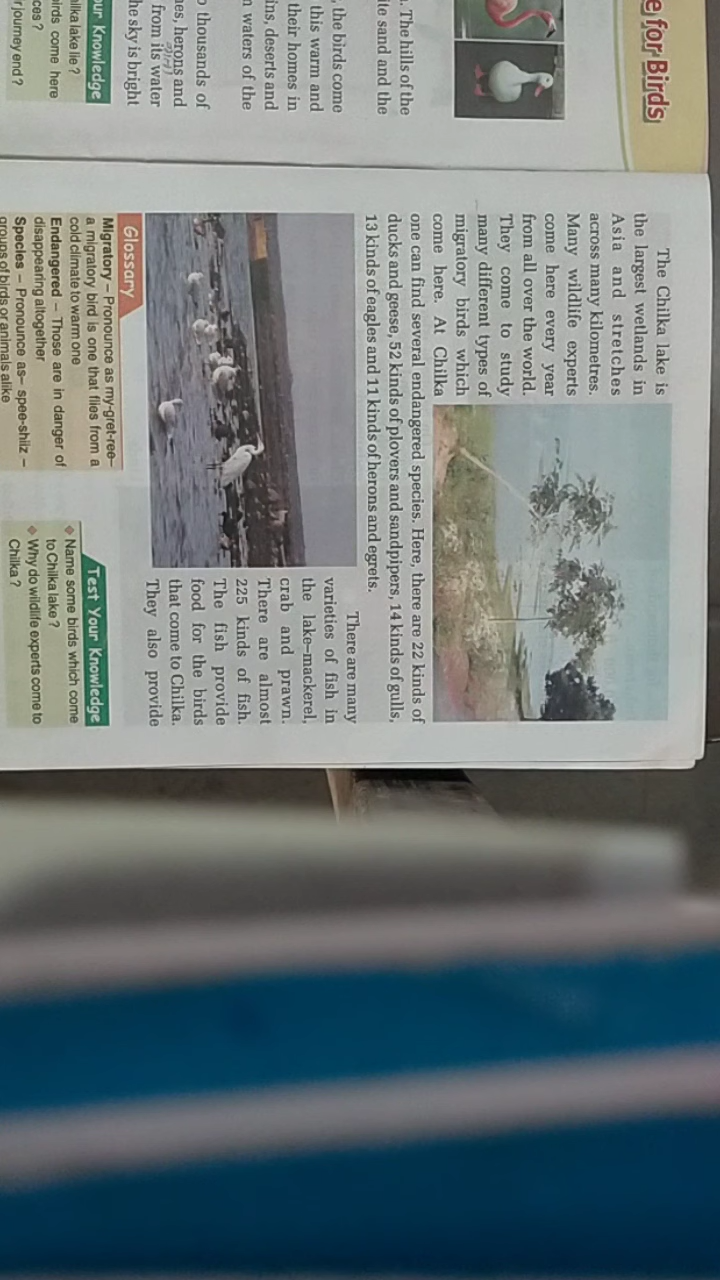 e for Birds
. The hills of the
ite sand and the
, the birds come
this warm and
their homes in
ins, deserts and
n waters of the
o thousands of
es, herons and
from its water
he sky is bright
ur Knowledge
hilka lake lie ?
birds come here
ces ?
r journey end ?
The Chilka lake is
the largest wetlands in
Asia and stretches
across many kilometres.
Many wildlife experts
come here every year
from all over the world.
They come to study
many different types of
migratory birds which
come here. At Chilka
one can find several endangered species. Here, there are 22 kinds of
ducks and geese, 52 kinds of plovers and sandpipers, 14 kinds of gulls,
13 kinds of eagles and 11 kinds of herons and egrets.
There are many
varieties of fish in
the lake–mackerel,
crab and prawn.
There are almost
225 kinds of fish.
The fish provide
food for the birds
that come to Chilka.
They also provide
Glossary
Migratory – Pronounce as my-gret-ree–
a migratory bird is one that flies from a
cold climate to warm one
Endangered – Those are in danger of
disappearing altogether
Species – Pronounce as– spee-shiiz –
groups of birds or animals alike
Test Your Knowledge
Name some birds which come
to Chilka lake ?
Why do wildlife experts come to
Chilka ?